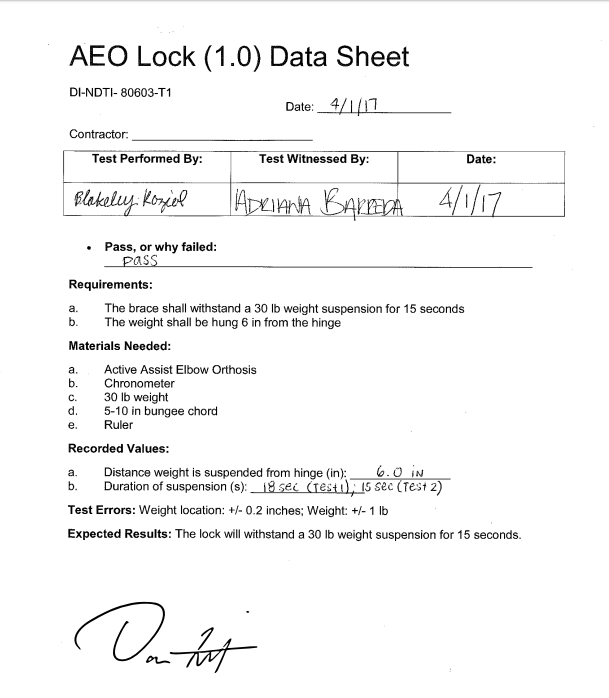 AEO Lock (1.0) Data Sheet
DI-NDTI- 80603-T1
Date: 4/1/17
Contractor:
Test Performed By: Test Witnessed By: Date:
Blakeley Koziol ADRIANA BARREDA 4/1/17
• Pass, or why failed:
pass
Requirements:
a. The brace shall withstand a 30 lb weight suspension for 15 seconds
b. The weight shall be hung 6 in from the hinge
Materials Needed:
a. Active Assist Elbow Orthosis
b. Chronometer
c. 30 lb weight
d. 5-10 in bungee chord
e. Ruler
Recorded Values:
a. Distance weight is suspended from hinge (in): 6.0 in
b. Duration of suspension (s): 18 sec (Test 1); 15 sec (Test 2)
Test Errors: Weight location: +/- 0.2 inches; Weight: +/- 1 lb
Expected Results: The lock will withstand a 30 lb weight suspension for 15 seconds.